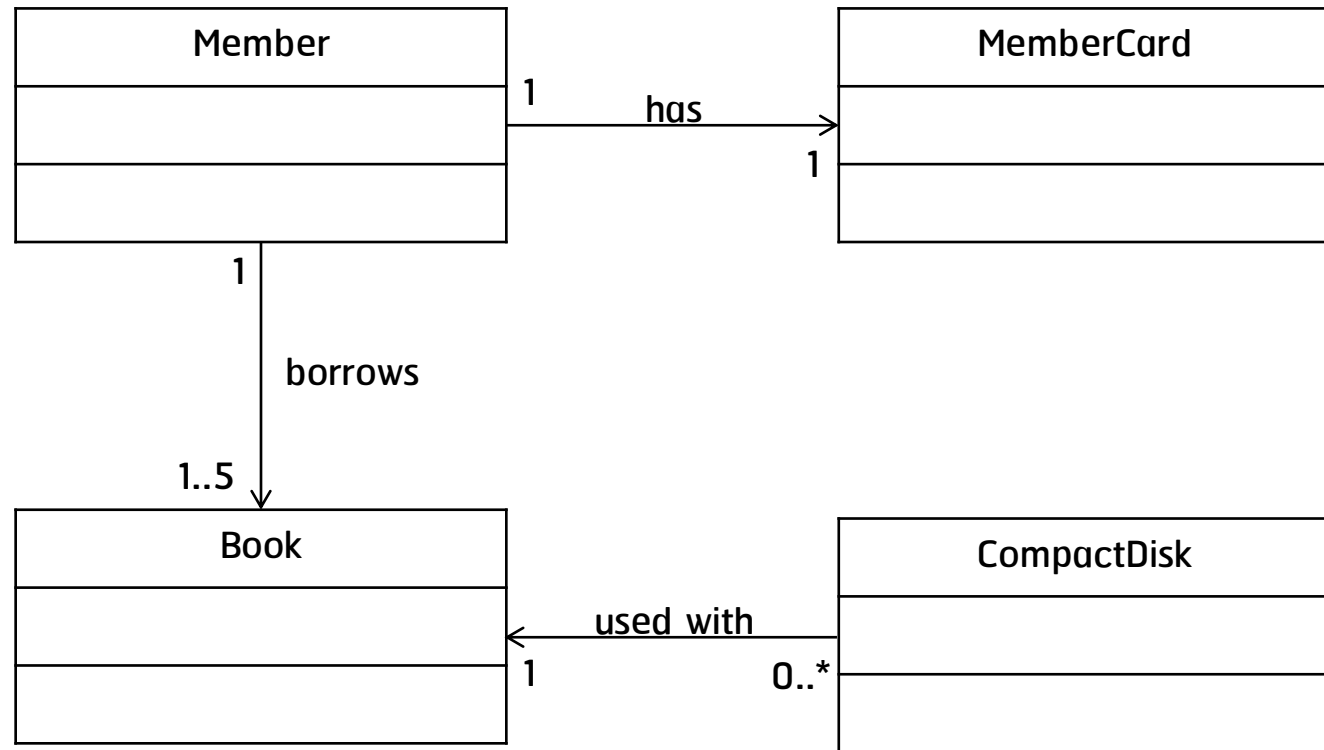 Member
MemberCard
1
has
1
1
borrows
1..5
Book
CompactDisk
used with
1
0..*